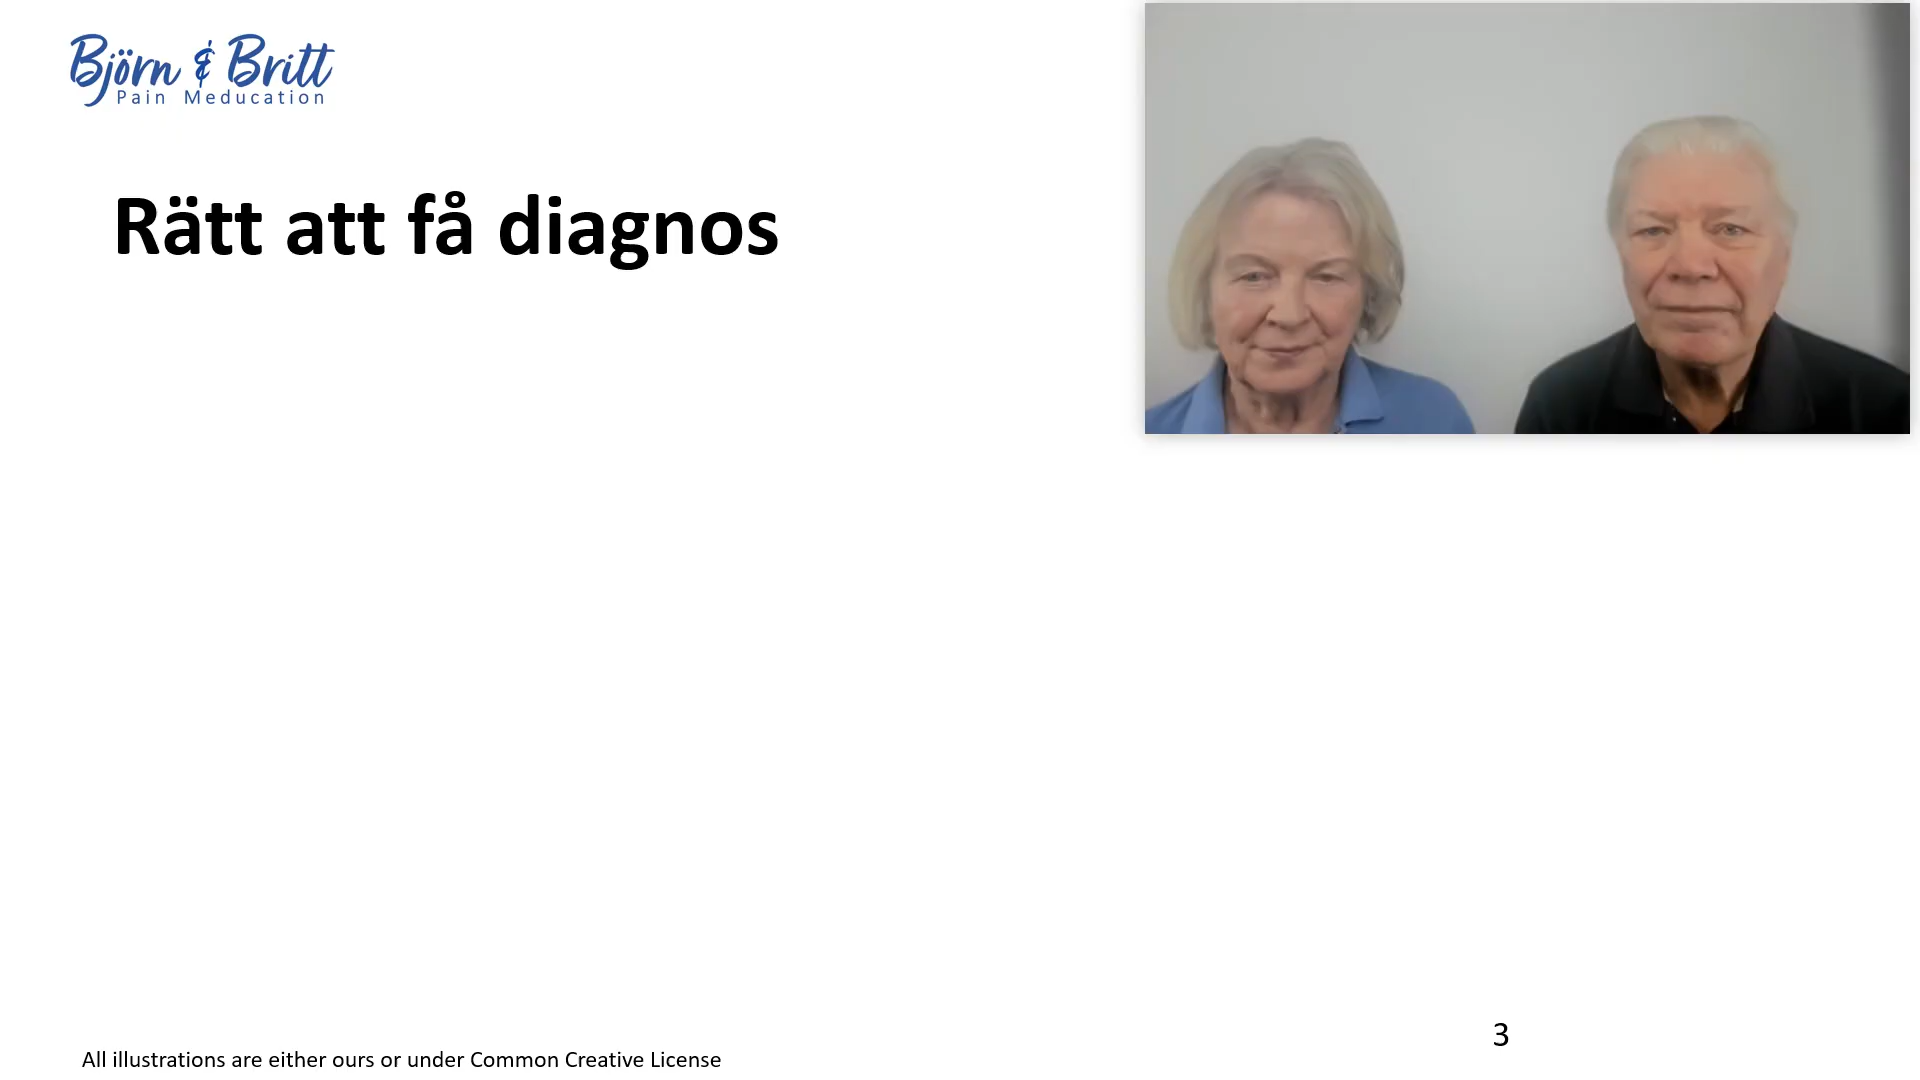 Björn & Britt
Pain Meducation
Rätt att få diagnos
3
All illustrations are either ours or under Common Creative License